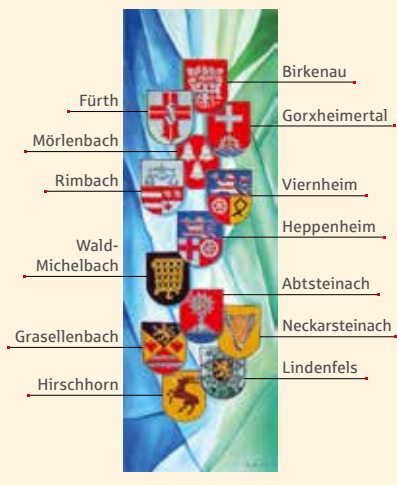 Birkenau
Fürth
Gorxheimertal
Mörlenbach
Rimbach
Viernheim
Heppenheim
Wald-
Michelbach
Abtsteinach
Neckarsteinach
Grasellenbach
Lindenfels
Hirschhorn